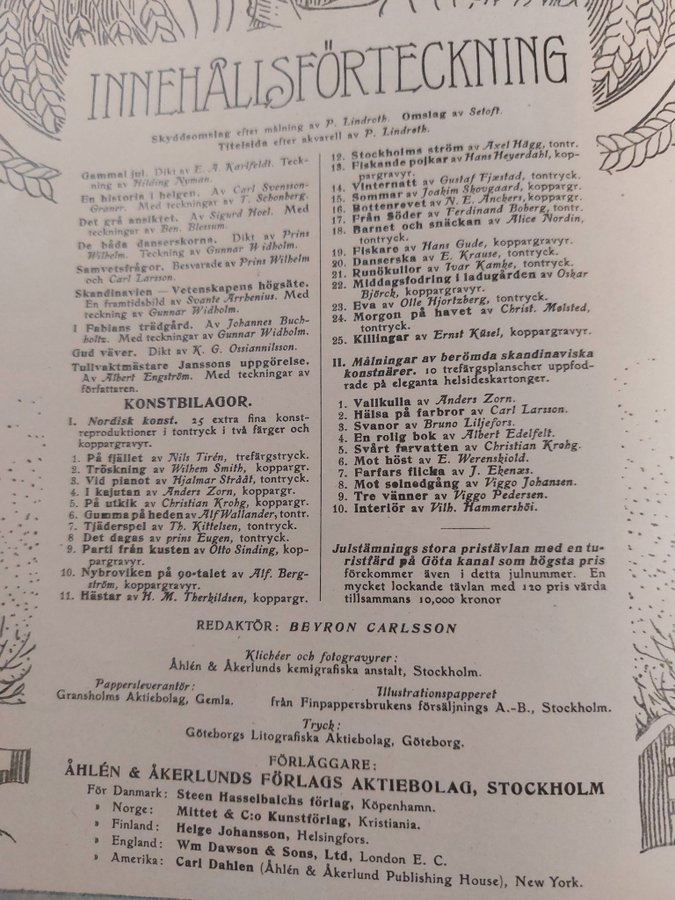 INNEHÅLLSFÖRTECKNING
Skyddsomslag efter målning av P. Lindroth. Omslag av Setoft.
Titelsida efter akvarell av P. Lindroth.
Gammal jul. Dikt av E. A. Karlfeldt. Teck-
ning av Hilding Nyman.
En historia i helgen. Av Carl Svensson-
Graner. Med teckningar av T. Schonberg.
Det grå ansiktet. Av Sigurd Hoel. Med
teckningar av Ben. Blessum.
De båda danserskorna. Dikt av Prins
Wilhelm. Teckning av Gunnar Widholm.
Samvetsfrågor. Besvarade av Prins Wilhelm
och Carl Larsson.
Skandinavien — Vetenskapens högsäte.
En framtidsbild av Svante Arrhenius. Med
teckning av Gunnar Widholm.
I Fabians trädgård. Av Johannes Buch-
holtz. Med teckningar av Gunnar Widholm.
Gud väver. Dikt av K. G. Ossiannilsson.
Tullvaktmästare Janssons uppgörelse.
Av Albert Engström. Med teckningar av
författaren.
KONSTBILAGOR.
I. Nordisk konst. 25 extra fina konst-
reproduktioner i tontryck i två färger och
koppargravyr.
1. På fjället av Nils Tirén, trefärgstryck.
2. Tröskning av Wilhem Smith, koppargr.
3. Vid pianot av Hjalmar Strååt, tontryck.
4. I kajutan av Anders Zorn, koppargr.
5. På utkik av Christian Krohg, koppargr.
6. Gumma på heden av Alf Wallander, tontr.
7. Tjäderspel av Th. Kittelsen, tontryck.
8 Det dagas av prins Eugen, tontryck.
9. Parti från kusten av Otto Sinding, kop-
pargravyr.
10. Nybroviken på 90-talet av Alf. Berg-
ström, koppargravyr.
11. Hästar av H. M. Therkildsen, koppargr.
12. Stockholms ström av Axel Hägg, tontr.
13. Fiskande pojkar av Hans Heyerdahl, kop-
pargravyr.
14. Vinternatt av Gustaf Fjæstad, tontryck.
15. Sommar av Joakim Skovgaard, koppargr.
16. Bottenrevet av N. E. Anckers, koppargr.
17. Från Söder av Ferdinand Boberg, tontr.
18. Barnet och snäckan av Alice Nordin,
tontryck.
19. Fiskare av Hans Gude, koppargravyr.
20. Danserska av E. Krause, tontryck.
21. Runökullor av Ivar Kamke, tontryck.
22. Middagsfodring i ladugården av Oskar
Björck, koppargravyr.
23. Eva av Olle Hjortzberg, tontryck.
24. Morgon på havet av Christ. Mølsted,
tontryck.
25. Killingar av Ernst Küsel, koppargravyr.
II. Målningar av berömda skandinaviska
konstnärer. 10 trefärgsplanscher uppfod-
rade på eleganta helsideskartonger.
1. Vallkulla av Anders Zorn.
2. Hälsa på farbror av Carl Larsson.
3. Svanor av Bruno Liljefors.
4. En rolig bok av Albert Edelfelt.
5. Svårt farvatten av Christian Krohg.
6. Mot höst av E. Werenskiold.
7. Farfars flicka av J. Ekenæs.
8. Mot solnedgång av Viggo Johansen.
9. Tre vänner av Viggo Pedersen.
10. Interiör av Vilh. Hammershöi.
Julstämnings stora pristävlan med en tu-
ristfärd på Göta kanal som högsta pris
förekommer även i detta julnummer. En
mycket lockande tävlan med 120 pris värda
tillsammans 10,000 kronor
REDAKTÖR: BEYRON CARLSSON
Klichéer och fotogravyrer:
Åhlén & Åkerlunds kemigrafiska anstalt, Stockholm.
Pappersleverantör:
Gransholms Aktiebolag, Gemla.
Illustrationspapperet
från Finpappersbrukens försäljnings A.-B., Stockholm.
Tryck:
Göteborgs Litografiska Aktiebolag, Göteborg.
FÖRLÄGGARE:
ÅHLÉN & ÅKERLUNDS FÖRLAGS AKTIEBOLAG, STOCKHOLM
För Danmark: Steen Hasselbalchs förlag, Köpenhamn.
» Norge: Mittet & C:o Kunstförlag, Kristiania.
» Finland: Helge Johansson, Helsingfors.
» England: Wm Dawson & Sons, Ltd, London E. C.
» Amerika: Carl Dahlen (Åhlén & Åkerlund Publishing House), New York.